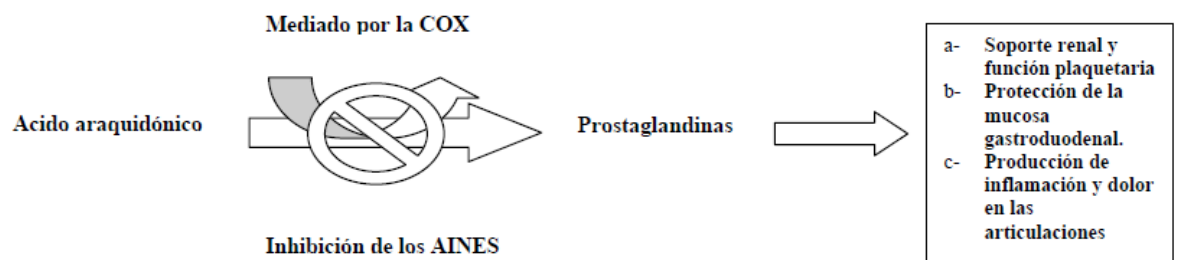 Mediado por la COX
Acido araquidónico
Prostaglandinas
Inhibición de los AINES
a- Soporte renal y
función plaquetaria
b- Protección de la
mucosa
gastroduodenal.
c- Producción de
inflamación y dolor
en las
articulaciones